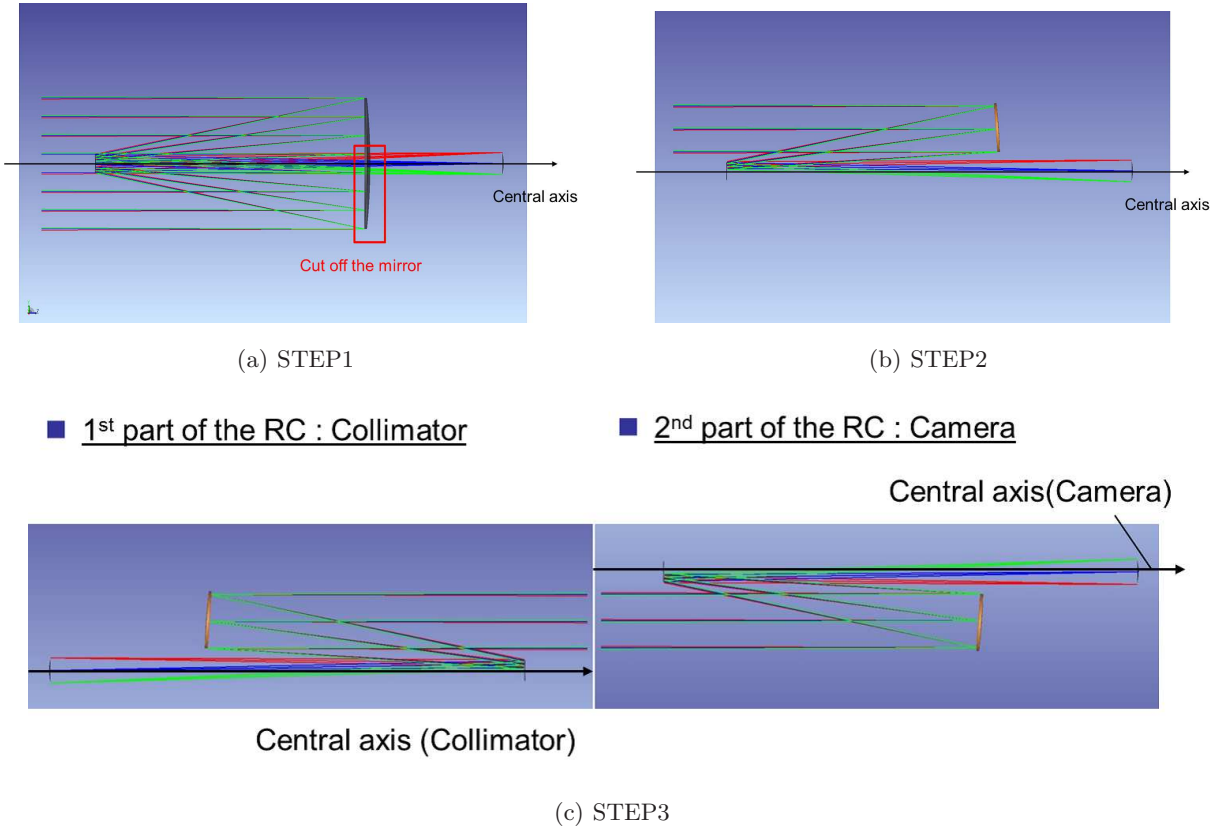 Central axis
Cut off the mirror
(a) STEP1
Central axis
(b) STEP2
1st part of the RC : Collimator
2nd part of the RC : Camera
Central axis(Camera)
Central axis (Collimator)
(c) STEP3